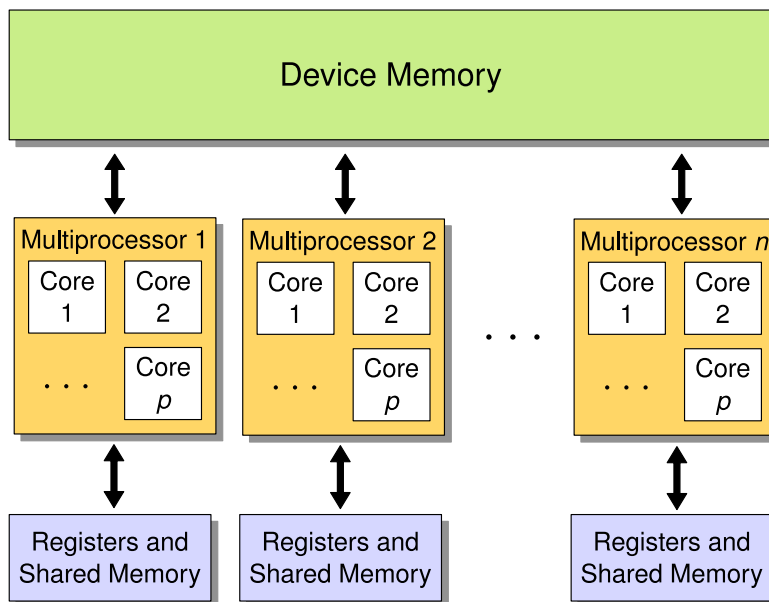 Device Memory
Multiprocessor 1
Core
1
Core
2
. . .
Core
p
Multiprocessor 2
Core
1
Core
2
. . .
Core
p
. . .
Multiprocessor n
Core
1
Core
2
. . .
Core
p
Registers and
Shared Memory
Registers and
Shared Memory
Registers and
Shared Memory